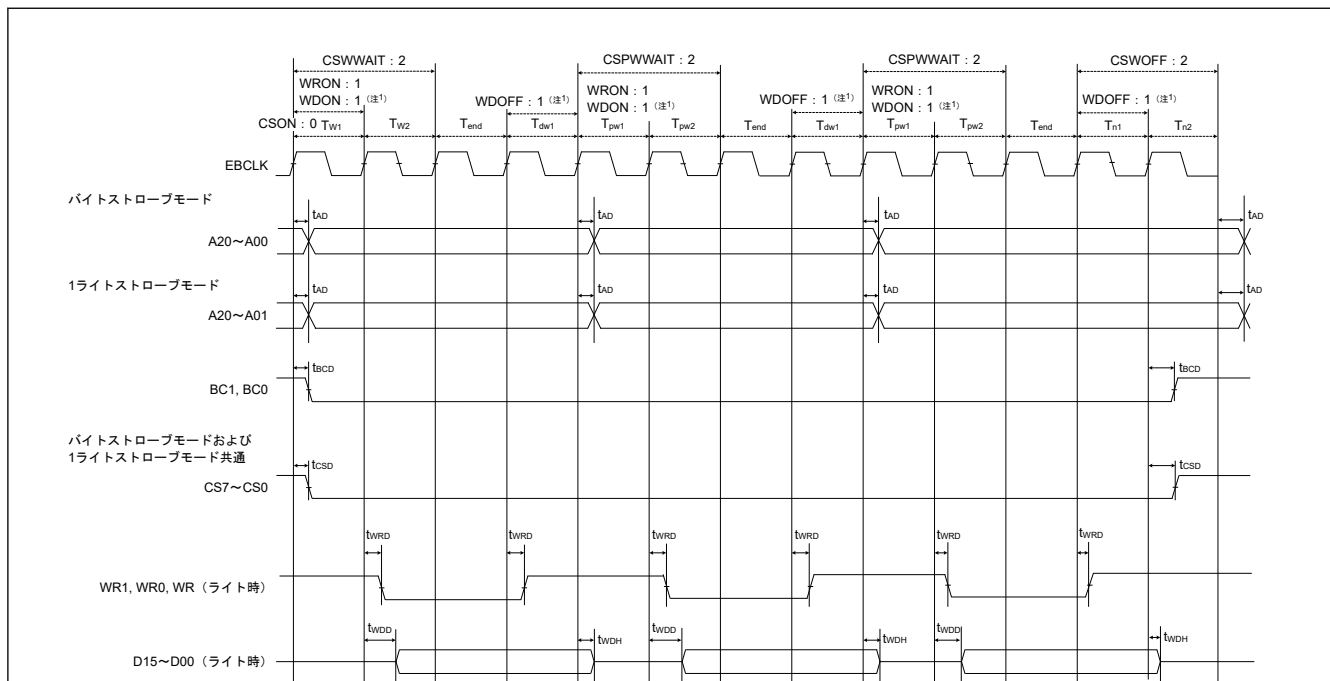 CSWWAIT：2 CSPWWAIT：2 CSPWWAIT：2 CSWOFF：2
WRON：1 WRON：1 WRON：1
WDON：1（注1） WDOFF：1（注1） WDON：1（注1） WDOFF：1（注1） WDON：1（注1） WDOFF：1（注1）
CSON：0 TW1 TW2 Tend Tdw1 Tpw1 Tpw2 Tend Tdw1 Tpw1 Tpw2 Tend Tn1 Tn2
EBCLK
バイトストローブモード
tAD tAD tAD tAD
A20～A00
1ライトストローブモード
tAD tAD tAD tAD
A20～A01
tBCD tBCD
BC1, BC0
バイトストローブモードおよび
1ライトストローブモード共通
tCSD tCSD
CS7～CS0
tWRD tWRD tWRD tWRD tWRD tWRD
WR1, WR0, WR（ライト時）
tWDD tWDH tWDD tWDH tWDD tWDH
D15～D00（ライト時）